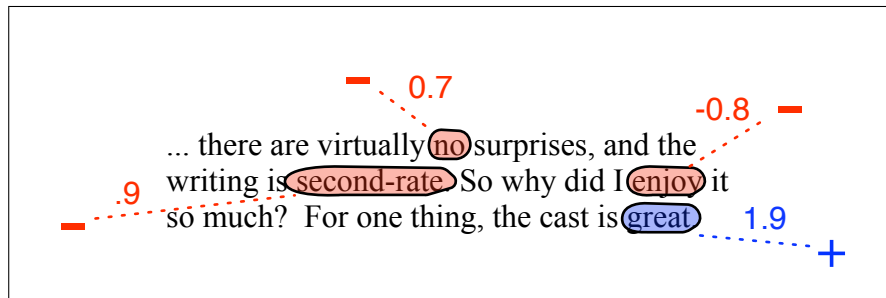 0.7
-0.8
... there are virtually no surprises, and the
writing is second-rate. So why did I enjoy it
.9
so much?  For one thing, the cast is great.
1.9